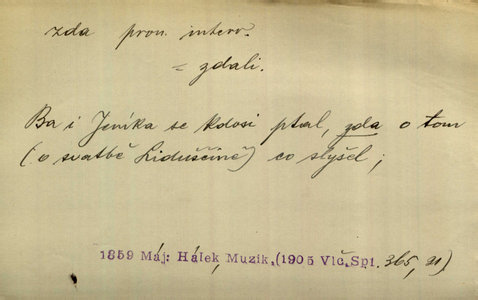 zda pron. interr.
= zdali.
Ba i Jeníka se kdosi ptal, zda o tom
(o svatbě Liduščině) co slyšel;
1859 Máj: Hálek, Muzik.(1905 Vlč.Spi. 365, 21)